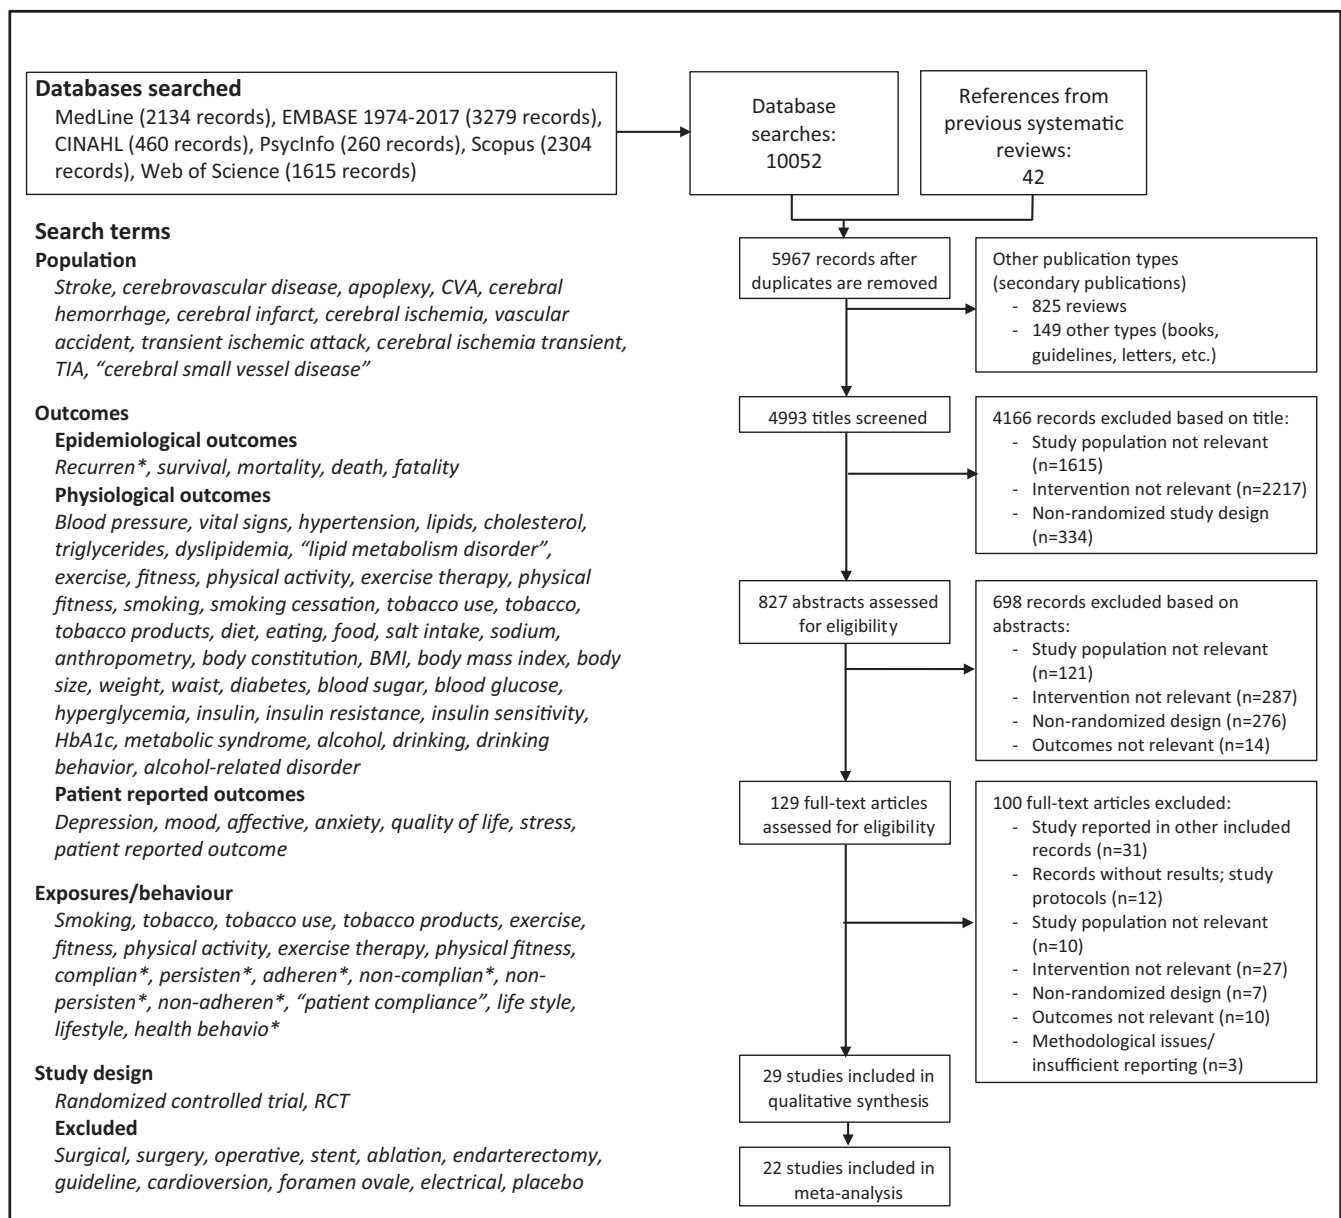 Databases searched
MedLine (2134 records), EMBASE 1974-2017 (3279 records),
CINAHL (460 records), PsycInfo (260 records), Scopus (2304
records), Web of Science (1615 records)
Database
searches:
10052
References from
previous systematic
reviews:
42
Search terms
Population
Stroke, cerebrovascular disease, apoplexy, CVA, cerebral
hemorrhage, cerebral infarct, cerebral ischemia, vascular
accident, transient ischemic attack, cerebral ischemia transient,
TIA, “cerebral small vessel disease”
Outcomes
Epidemiological outcomes
Recurren*, survival, mortality, death, fatality
Physiological outcomes
Blood pressure, vital signs, hypertension, lipids, cholesterol,
triglycerides, dyslipidemia, “lipid metabolism disorder”,
exercise, fitness, physical activity, exercise therapy, physical
fitness, smoking, smoking cessation, tobacco use, tobacco,
tobacco products, diet, eating, food, salt intake, sodium,
anthropometry, body constitution, BMI, body mass index, body
size, weight, waist, diabetes, blood sugar, blood glucose,
hyperglycemia, insulin, insulin resistance, insulin sensitivity,
HbA1c, metabolic syndrome, alcohol, drinking, drinking
behavior, alcohol-related disorder
Patient reported outcomes
Depression, mood, affective, anxiety, quality of life, stress,
patient reported outcome
Exposures/behaviour
Smoking, tobacco, tobacco use, tobacco products, exercise,
fitness, physical activity, exercise therapy, physical fitness,
complian*, persisten*, adheren*, non-complian*, non-
persisten*, non-adheren*, “patient compliance”, life style,
lifestyle, health behavio*
Study design
Randomized controlled trial, RCT
Excluded
Surgical, surgery, operative, stent, ablation, endarterectomy,
guideline, cardioversion, foramen ovale, electrical, placebo
5967 records after
duplicates are removed
Other publication types
(secondary publications)
- 825 reviews
- 149 other types (books,
guidelines, letters, etc.)
4993 titles screened
4166 records excluded based on title:
- Study population not relevant
(n=1615)
- Intervention not relevant (n=2217)
- Non-randomized study design
(n=334)
827 abstracts assessed
for eligibility
698 records excluded based on
abstracts:
- Study population not relevant
(n=121)
- Intervention not relevant (n=287)
- Non-randomized design (n=276)
- Outcomes not relevant (n=14)
129 full-text articles
assessed for eligibility
100 full-text articles excluded:
- Study reported in other included
records (n=31)
- Records without results; study
protocols (n=12)
- Study population not relevant
(n=10)
- Intervention not relevant (n=27)
- Non-randomized design (n=7)
- Outcomes not relevant (n=10)
- Methodological issues/
insufficient reporting (n=3)
29 studies included in
qualitative synthesis
22 studies included in
meta-analysis